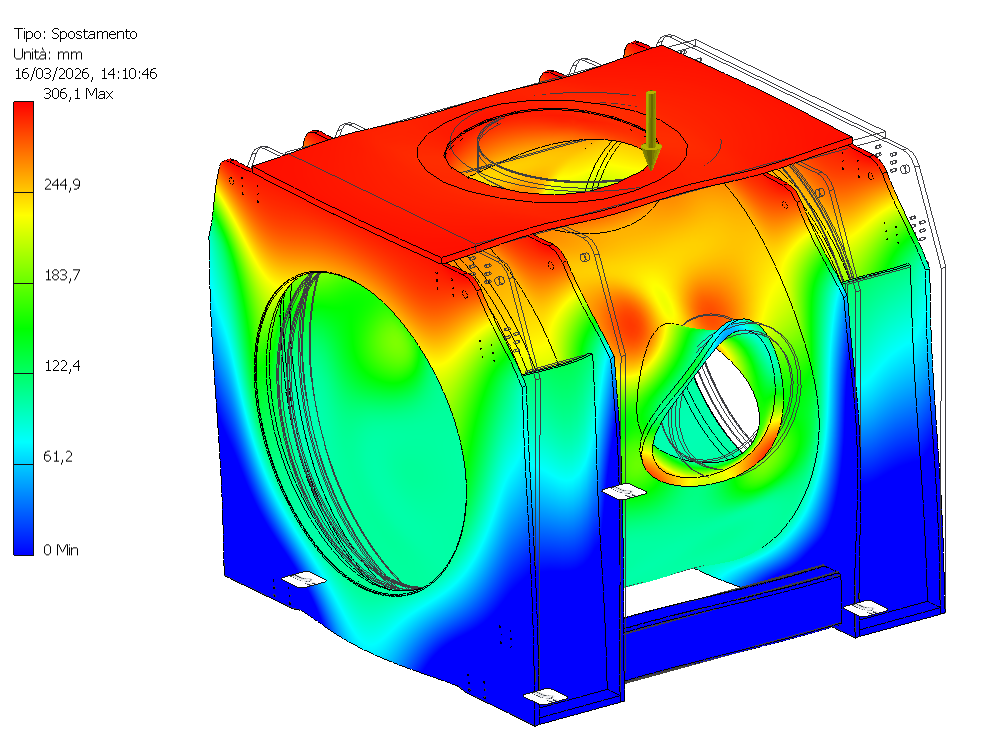 Tipo: Spostamento
Unità: mm
16/03/2026, 14:10:46
306,1 Max
244,9
183,7
122,4
61,2
0 Min